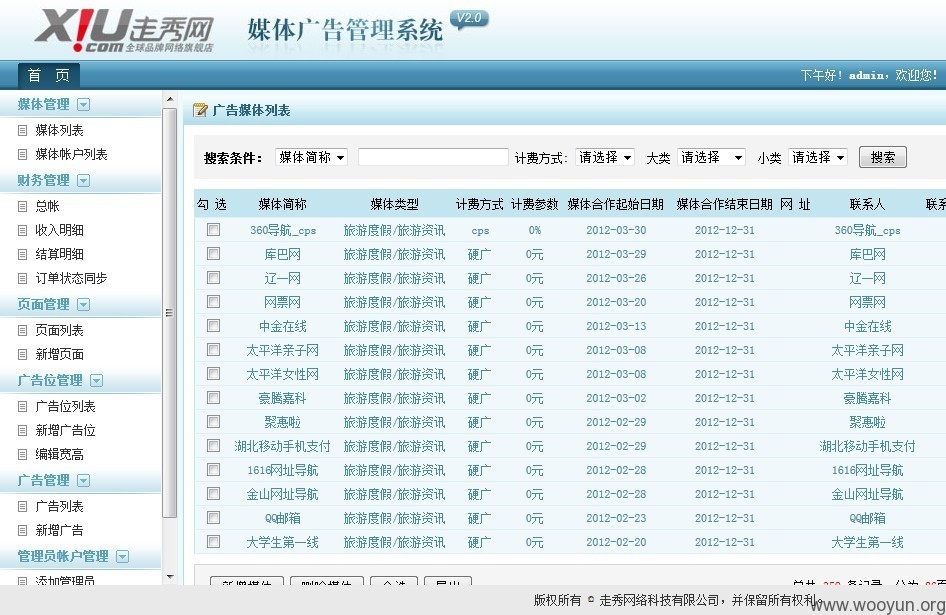 X!U.COM 走秀网
全球品牌网络旗舰店
媒体广告管理系统 V2.0
首 页
下午好！admin，欢迎您！
媒体管理
媒体列表
媒体帐户列表
财务管理
总帐
收入明细
结算明细
订单状态同步
页面管理
页面列表
新增页面
广告位管理
广告位列表
新增广告位
编辑宽高
广告管理
广告列表
新增广告
管理员帐户管理
添加管理员
广告媒体列表
搜索条件： 媒体简称 计费方式: 请选择 大类 请选择 小类 请选择 搜索
勾 选 媒体简称 媒体类型 计费方式 计费参数 媒体合作起始日期 媒体合作结束日期 网 址 联系人 联系
360导航_cps 旅游度假/旅游资讯 cps 0% 2012-03-30 2012-12-31 360导航_cps
库巴网 旅游度假/旅游资讯 硬广 0元 2012-03-29 2012-12-31 库巴网
辽一网 旅游度假/旅游资讯 硬广 0元 2012-03-26 2012-12-31 辽一网
网票网 旅游度假/旅游资讯 硬广 0元 2012-03-20 2012-12-31 网票网
中金在线 旅游度假/旅游资讯 硬广 0元 2012-03-13 2012-12-31 中金在线
太平洋亲子网 旅游度假/旅游资讯 硬广 0元 2012-03-08 2012-12-31 太平洋亲子网
太平洋女性网 旅游度假/旅游资讯 硬广 0元 2012-03-08 2012-12-31 太平洋女性网
豪腾嘉科 旅游度假/旅游资讯 硬广 0元 2012-03-02 2012-12-31 豪腾嘉科
聚惠啦 旅游度假/旅游资讯 硬广 0元 2012-02-29 2012-12-31 聚惠啦
湖北移动手机支付 旅游度假/旅游资讯 硬广 0元 2012-02-29 2012-12-31 湖北移动手机支付
1616网址导航 旅游度假/旅游资讯 硬广 0元 2012-02-28 2012-12-31 1616网址导航
金山网址导航 旅游度假/旅游资讯 硬广 0元 2012-02-28 2012-12-31 金山网址导航
QQ邮箱 旅游度假/旅游资讯 硬广 0元 2012-02-23 2012-12-31 QQ邮箱
大学生第一线 旅游度假/旅游资讯 硬广 0元 2012-02-20 2012-12-31 大学生第一线
新增媒体 删除媒体 全选 导出
版权所有 © 走秀网络科技有限公司，并保留所有权利。
www.wooyun.org